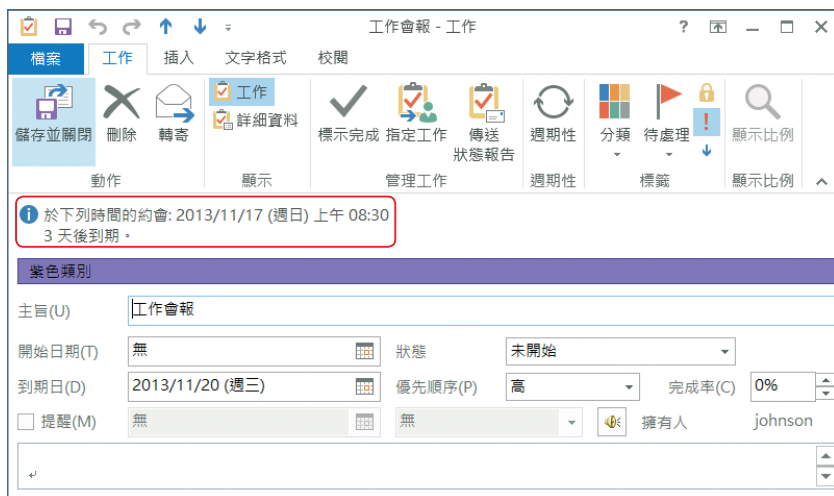 工作會報 - 工作
檔案 工作 插入 文字格式 校閱
儲存並關閉 刪除 轉寄 工作 詳細資料 標示完成 指定工作 傳送 狀態報告 週期性 分類 待處理 顯示比例
動作 顯示 管理工作 週期性 標籤 顯示比例
於下列時間的約會: 2013/11/17 (週日) 上午 08:30
3 天後到期。
紫色類別
主旨(U) 工作會報
開始日期(T) 無 狀態 未開始
到期日(D) 2013/11/20 (週三) 優先順序(P) 高 完成率(C) 0%
提醒(M) 無 無 擁有人 johnson